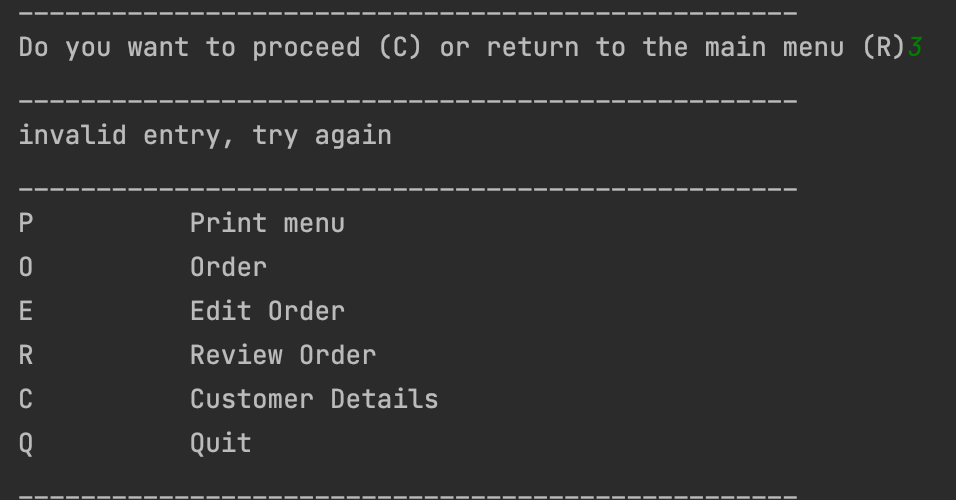 --------------------------------------------------
Do you want to proceed (C) or return to the main menu (R)3
--------------------------------------------------
invalid entry, try again
--------------------------------------------------
P Print menu
O Order
E Edit Order
R Review Order
C Customer Details
Q Quit
--------------------------------------------------